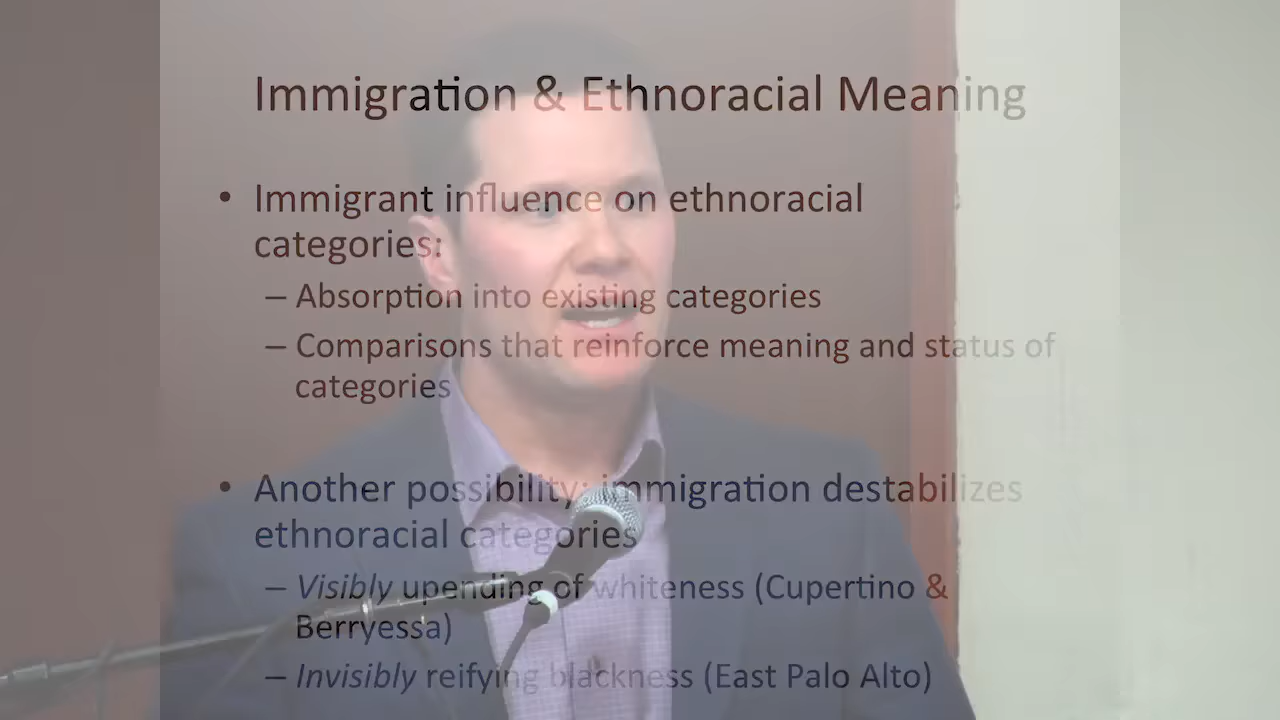 Immigration & Ethnoracial Meaning
• Immigrant influence on ethnoracial
categories:
– Absorption into existing categories
– Comparisons that reinforce meaning and status of
categories
• Another possibility: immigration destabilizes
ethnoracial categories
– Visibly upending of whiteness (Cupertino &
Berryessa)
– Invisibly reifying blackness (East Palo Alto)